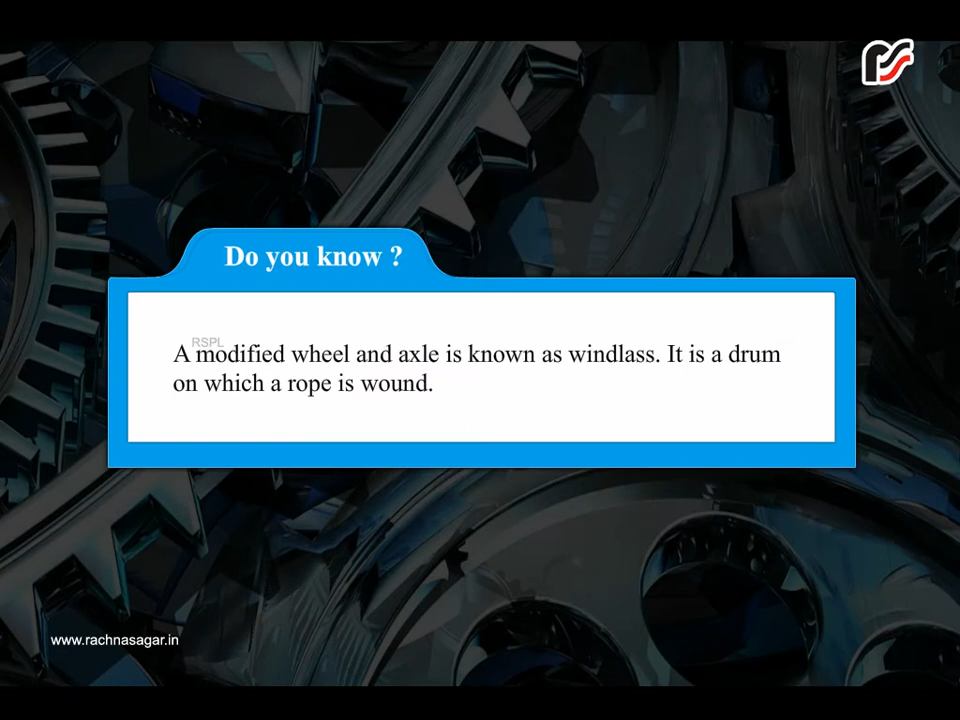 Do you know ?
RSPL
A modified wheel and axle is known as windlass. It is a drum
on which a rope is wound.
www.rachnasagar.in